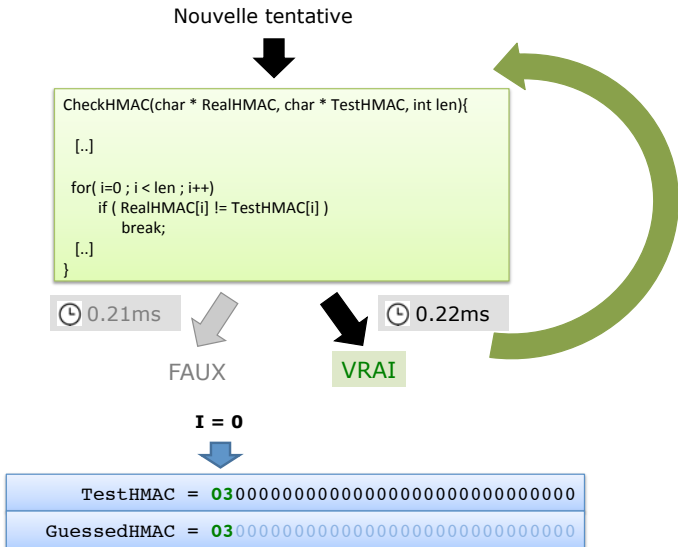 Nouvelle tentative
CheckHMAC(char * RealHMAC, char * TestHMAC, int len){
[..]
for( i=0 ; i < len ; i++)
if ( RealHMAC[i] != TestHMAC[i] )
break;
[..]
}
0.21ms
0.22ms
FAUX
VRAI
I = 0
TestHMAC = 0300000000000000000000000000000
GuessedHMAC = 0300000000000000000000000000000